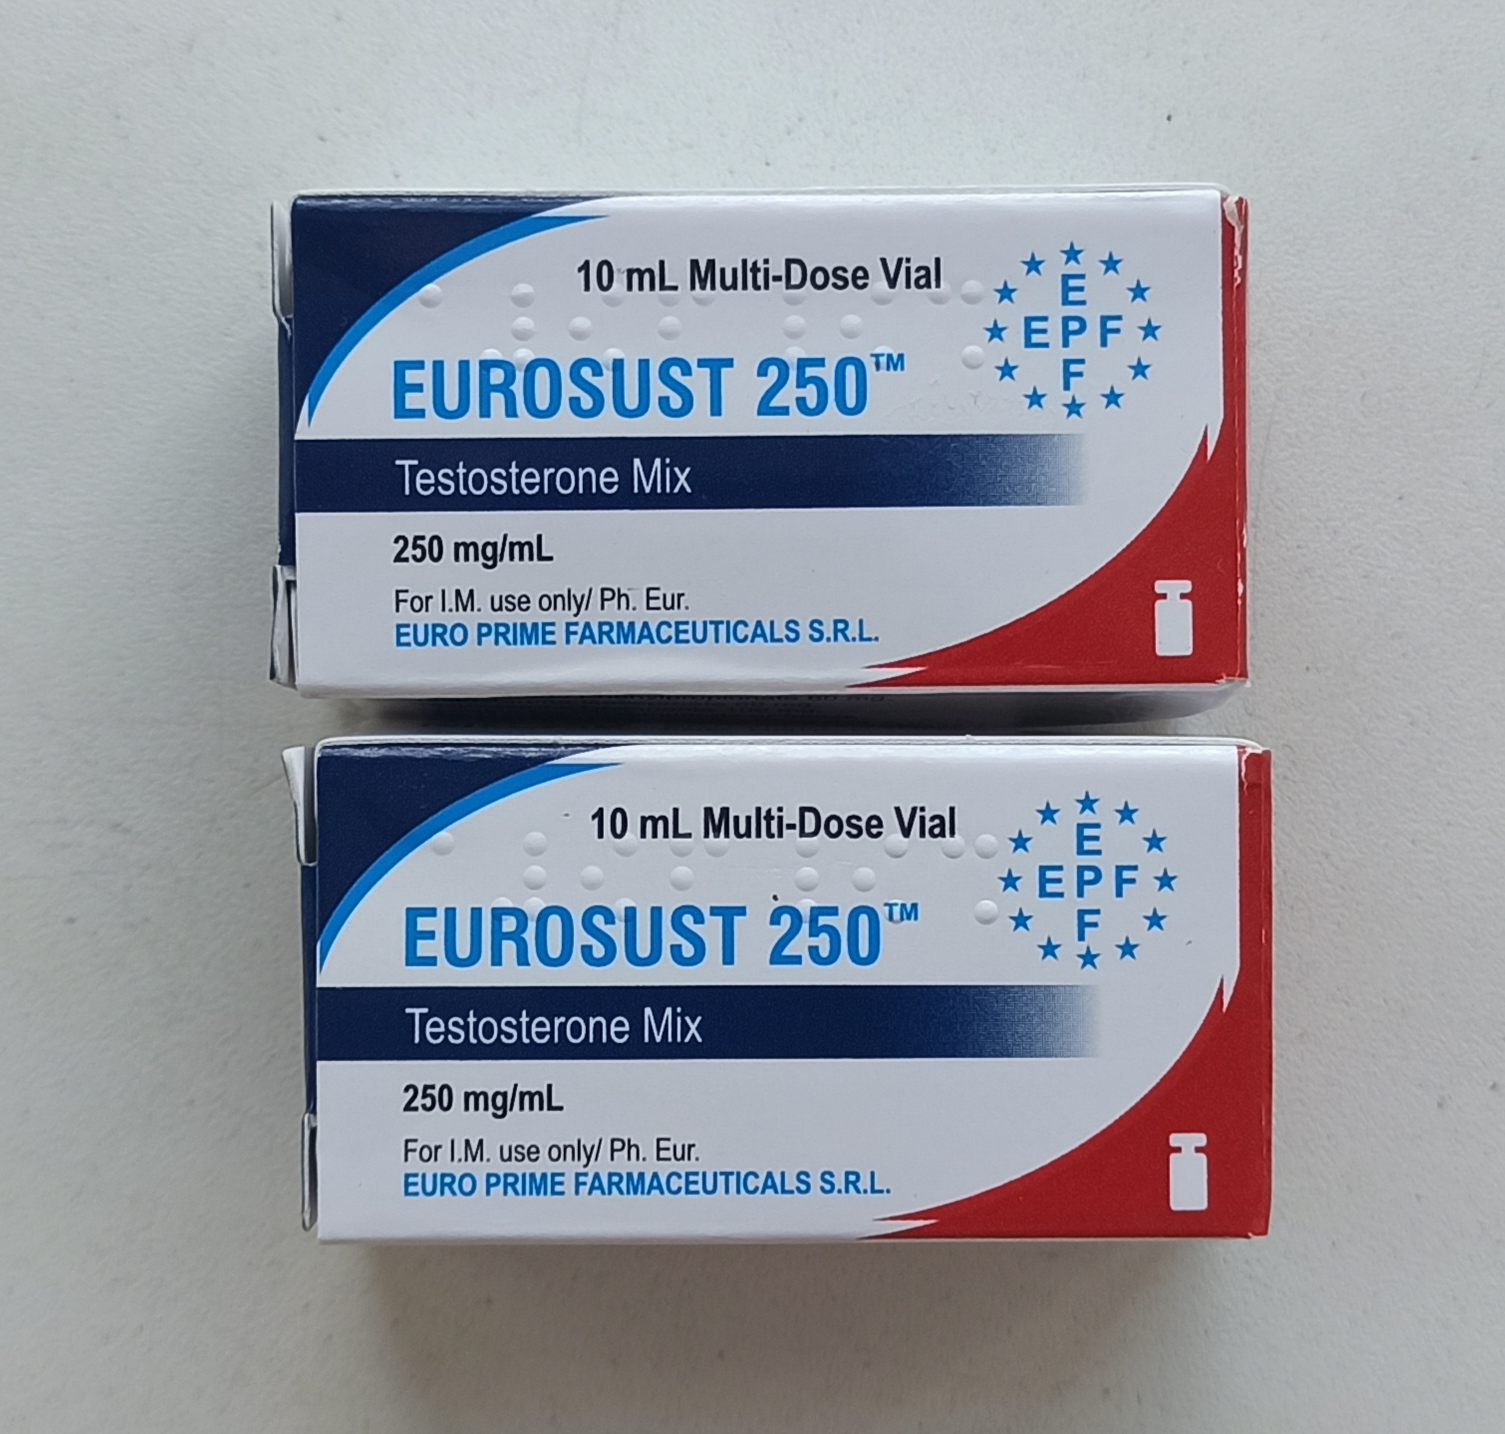 10 mL Multi-Dose Vial
E
E P F
F
EUROSUST 250™
Testosterone Mix
250 mg/mL
For I.M. use only/ Ph. Eur.
EURO PRIME FARMACEUTICALS S.R.L.
10 mL Multi-Dose Vial
E
E P F
F
EUROSUST 250™
Testosterone Mix
250 mg/mL
For I.M. use only/ Ph. Eur.
EURO PRIME FARMACEUTICALS S.R.L.